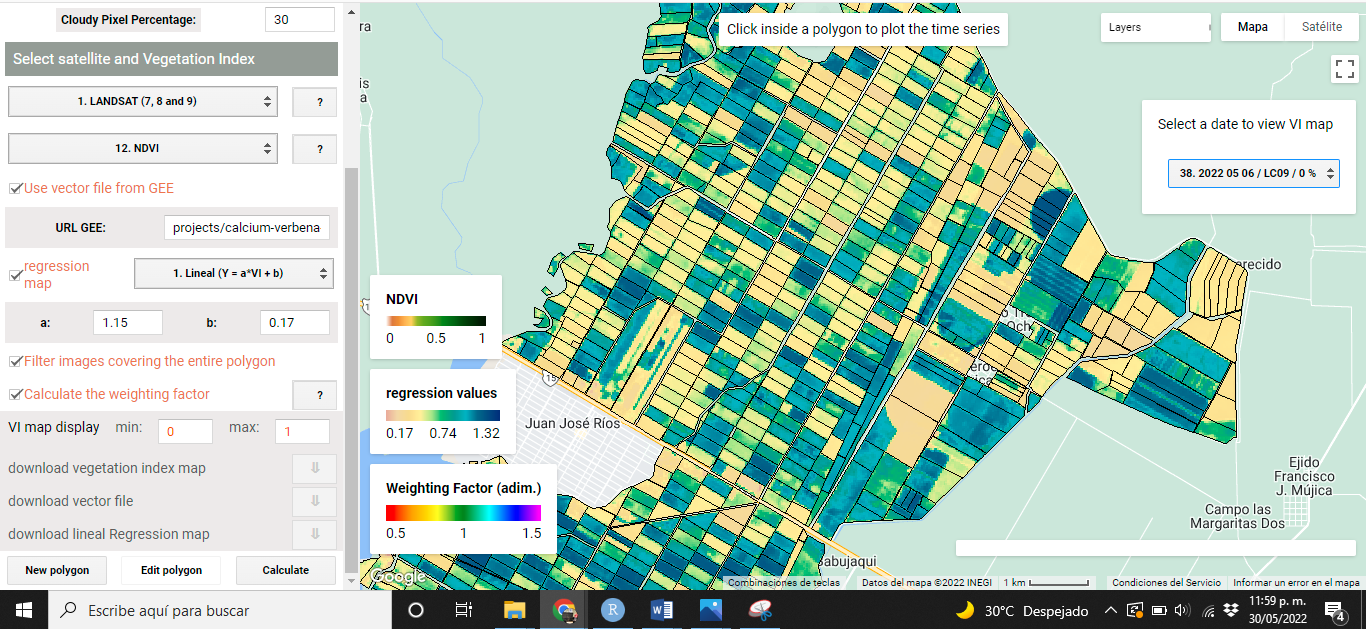 Cloudy Pixel Percentage:
30
Select satellite and Vegetation Index
1. LANDSAT (7, 8 and 9)
?
12. NDVI
?
Use vector file from GEE
URL GEE:
projects/calcium-verbena
regression
map
1. Lineal (Y = a*VI + b)
a:
1.15
b:
0.17
Filter images covering the entire polygon
Calculate the weighting factor
?
VI map display
min:
0
max:
1
download vegetation index map
download vector file
download lineal Regression map
New polygon
Edit polygon
Calculate
Click inside a polygon to plot the time series
Layers
Mapa
Satélite
Select a date to view VI map
38. 2022 05 06 / LC09 / 0 %
NDVI
0 0.5 1
regression values
0.17 0.74 1.32
Weighting Factor (adim.)
0.5 1 1.5
15
Juan José Ríos
Ejido
Francisco
J. Mújica
Campo las
Margaritas Dos
Google
Combinaciones de teclas
Datos del mapa ©2022 INEGI
1 km
Condiciones del Servicio
Informar un error en el mapa
Escribe aquí para buscar
30°C Despejado
11:59 p. m.
30/05/2022
4